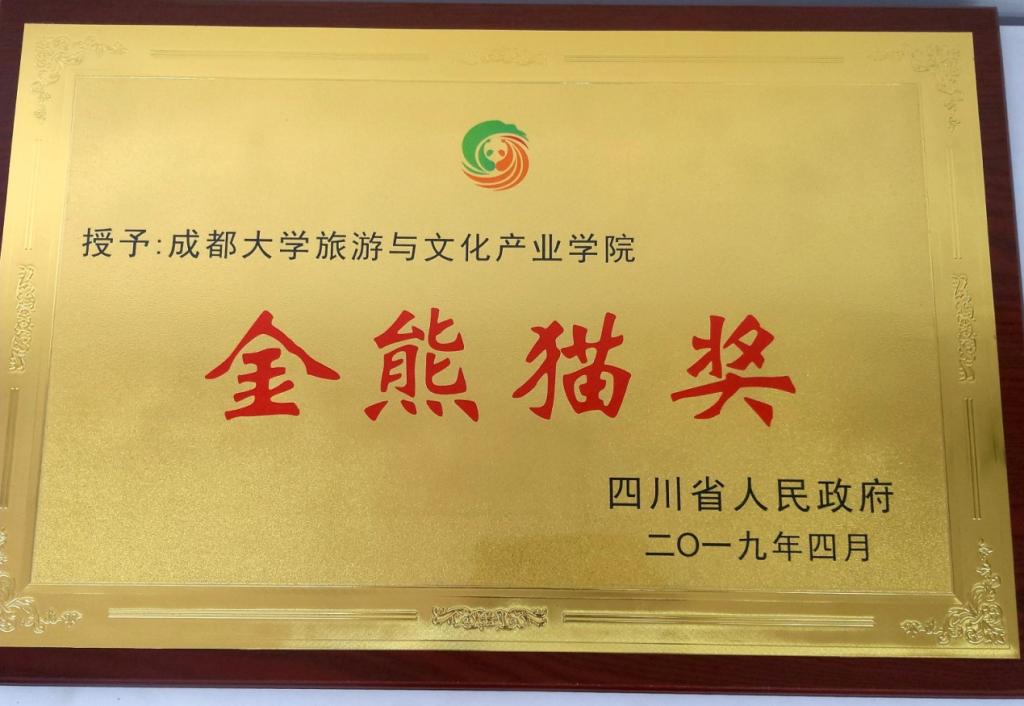 授予:成都大学旅游与文化产业学院
金熊猫奖
四川省人民政府
二〇一九年四月